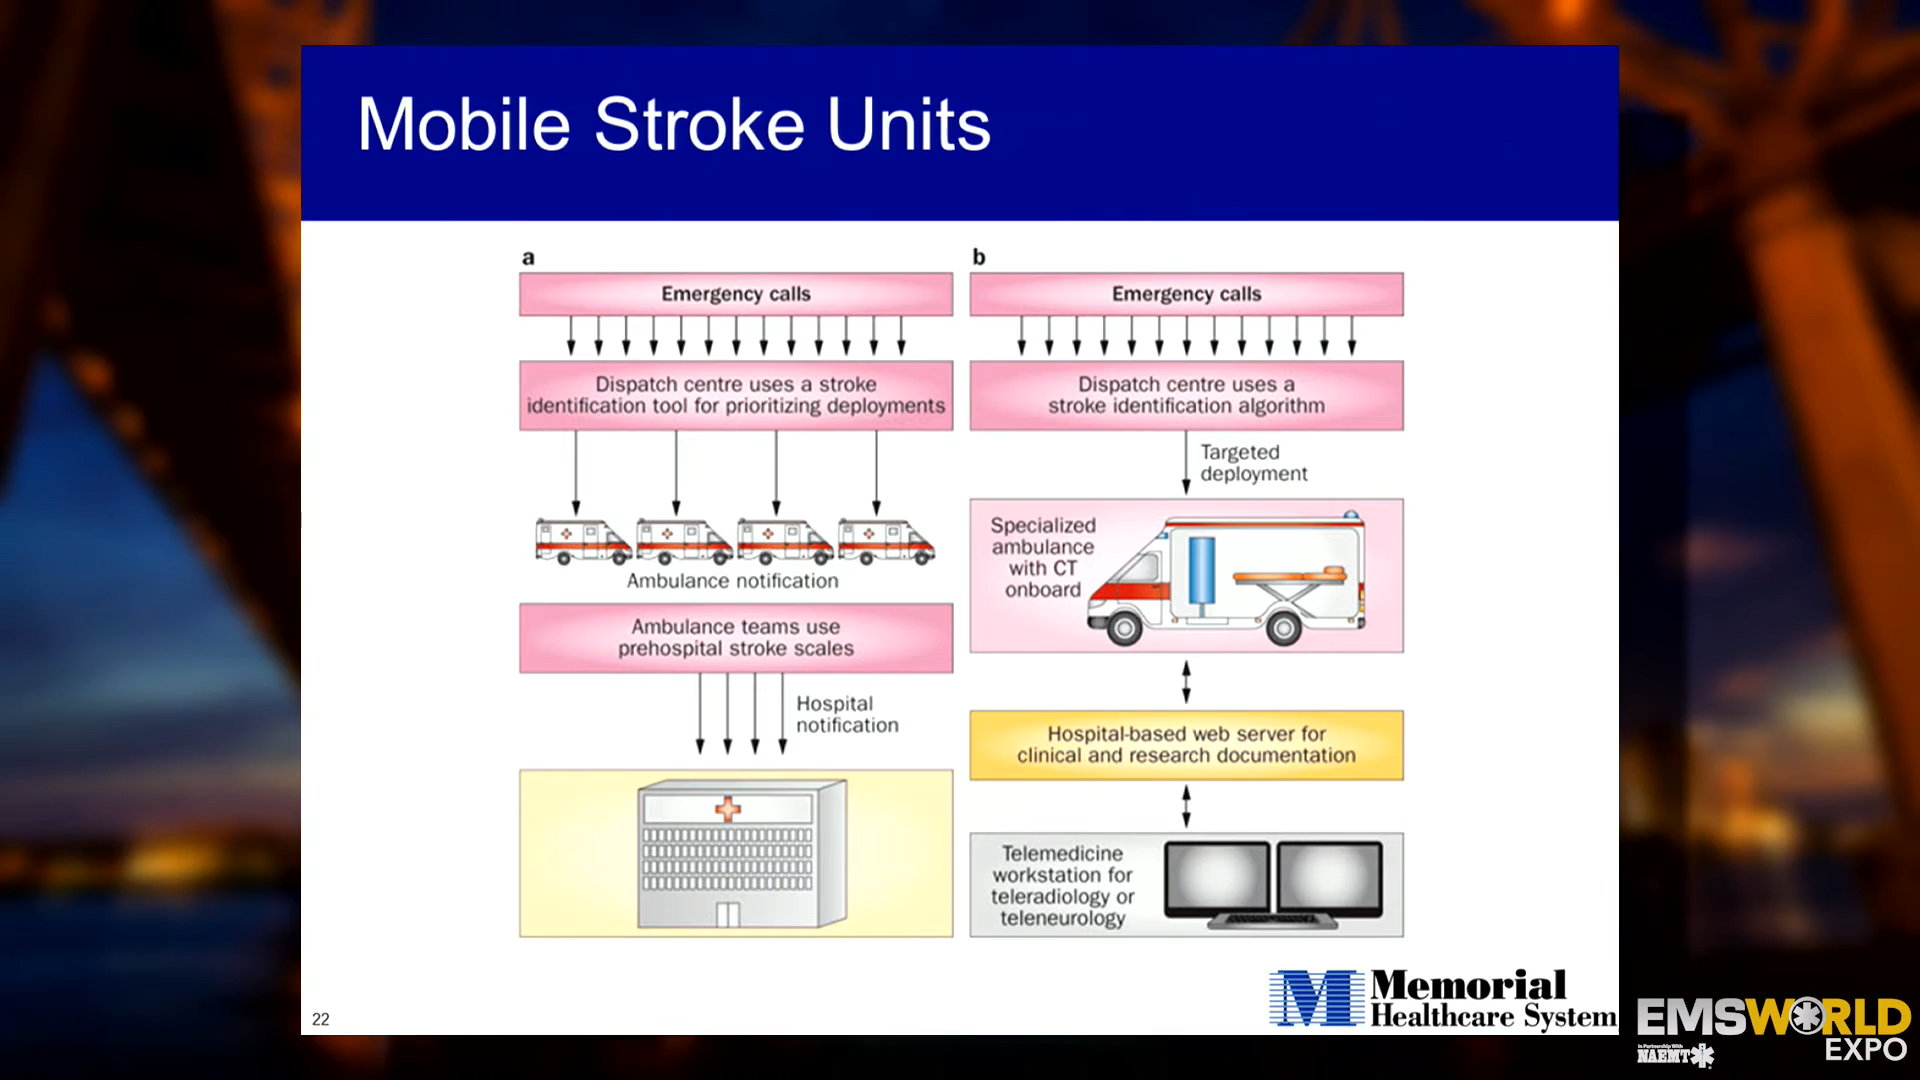 Mobile Stroke Units
a
Emergency calls
Dispatch centre uses a stroke
identification tool for prioritizing deployments
Ambulance notification
Ambulance teams use
prehospital stroke scales
Hospital
notification
b
Emergency calls
Dispatch centre uses a
stroke identification algorithm
Targeted
deployment
Specialized
ambulance
with CT
onboard
Hospital-based web server for
clinical and research documentation
Telemedicine
workstation for
teleradiology or
teleneurology
22
M Memorial
Healthcare System
EMSWORLD
EXPO
In Partnership With
NAEMT